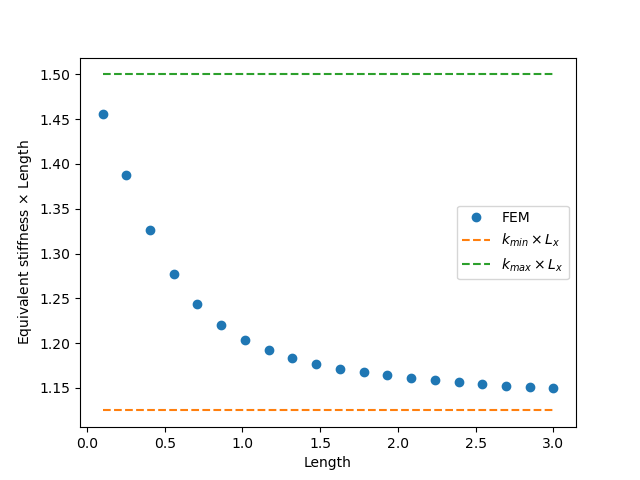 1.50
1.45
1.40
1.35
1.30
1.25
1.20
1.15
Equivalent stiffness × Length
FEM
k_min × L_x
k_max × L_x
0.0 0.5 1.0 1.5 2.0 2.5 3.0
Length